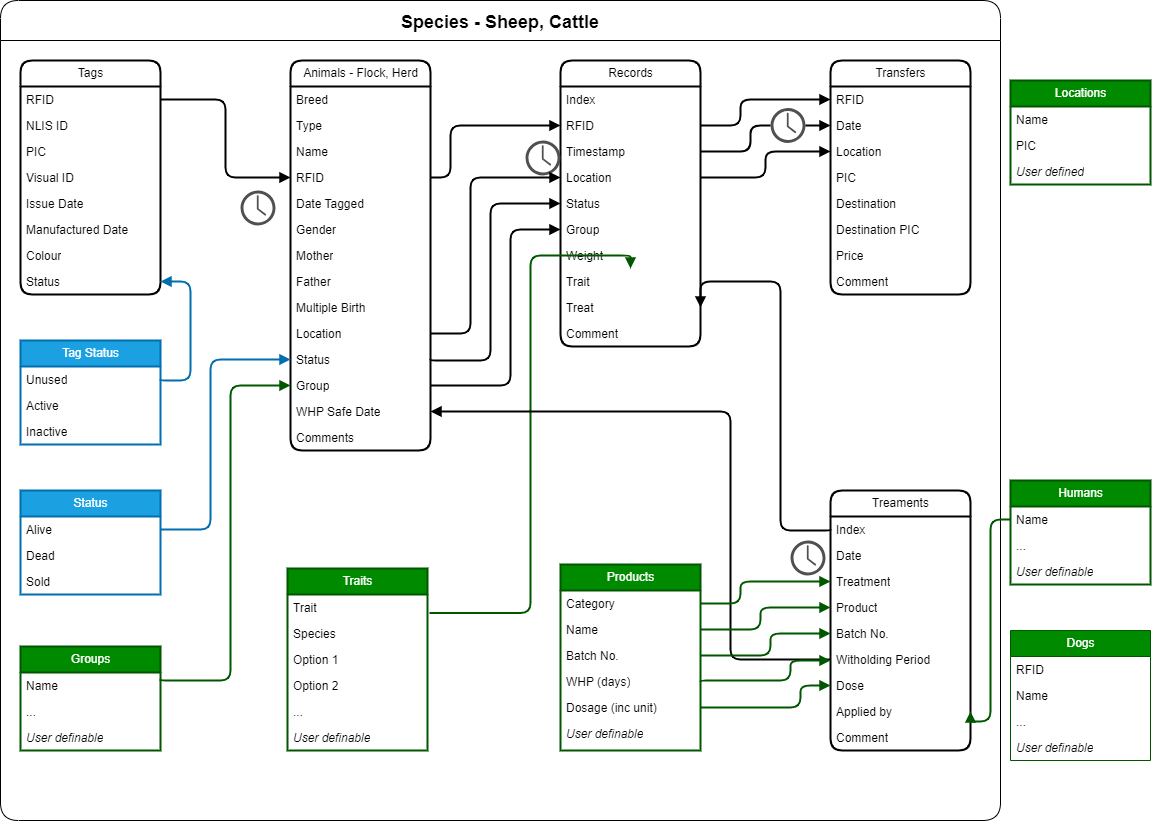 Species - Sheep, Cattle
Tags
RFID
NLIS ID
PIC
Visual ID
Issue Date
Manufactured Date
Colour
Status
Animals - Flock, Herd
Breed
Type
Name
RFID
Date Tagged
Gender
Mother
Father
Multiple Birth
Location
Status
Group
WHP Safe Date
Comments
Records
Index
RFID
Timestamp
Location
Status
Group
Weight
Trait
Treat
Comment
Transfers
RFID
Date
Location
PIC
Destination
Destination PIC
Price
Comment
Locations
Name
PIC
User defined
Tag Status
Unused
Active
Inactive
Status
Alive
Dead
Sold
Groups
Name
...
User definable
Traits
Trait
Species
Option 1
Option 2
...
User definable
Products
Category
Name
Batch No.
WHP (days)
Dosage (inc unit)
User definable
Treaments
Index
Date
Treatment
Product
Batch No.
Witholding Period
Dose
Applied by
Comment
Humans
Name
...
User definable
Dogs
RFID
Name
...
User definable